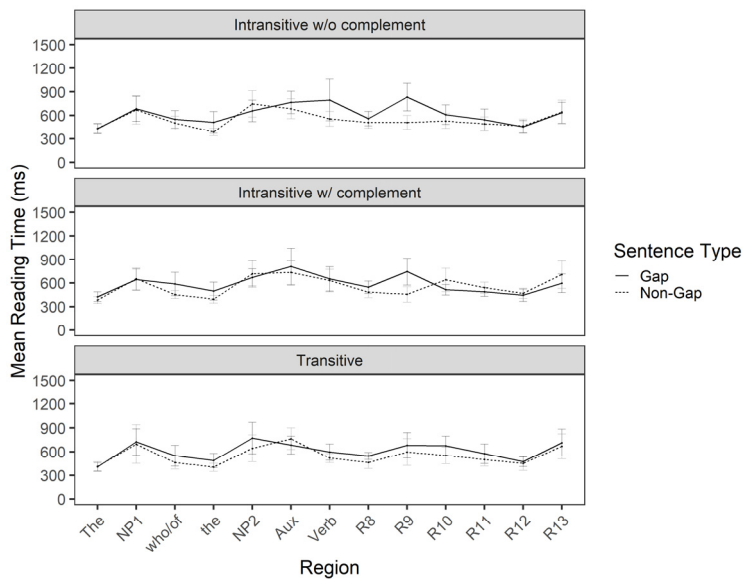 Intransitive w/o complement
1500
1200
900
600
300
0
Intransitive w/ complement
1500
1200
900
600
300
0
Transitive
1500
1200
900
600
300
0
Mean Reading Time (ms)
The
NP1
who/of
the
NP2
Aux
Verb
R8
R9
R10
R11
R12
R13
Region
Sentence Type
Gap
Non-Gap